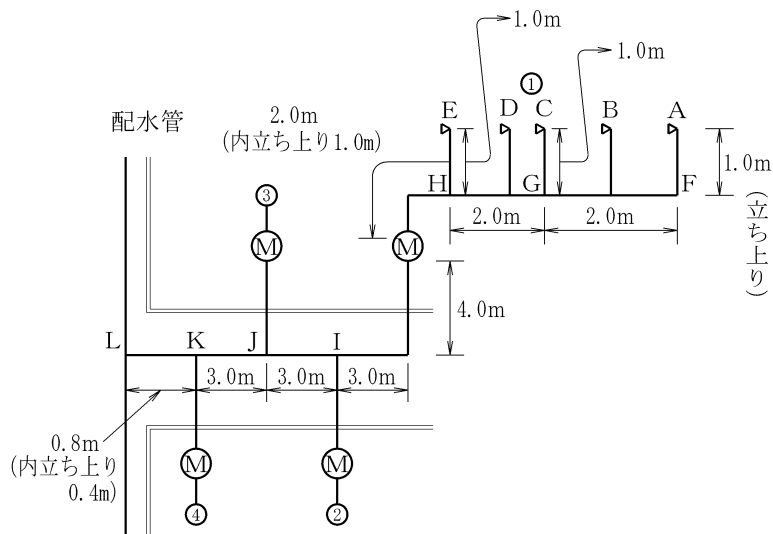 1.0m
1.0m
①
E D C B A
配水管
2.0m
(内立ち上り1.0m)
1.0m
(立ち上り)
H G F
③
2.0m 2.0m
M M
4.0m
L K J I
3.0m 3.0m 3.0m
0.8m
(内立ち上り
0.4m)
M M
④ ②